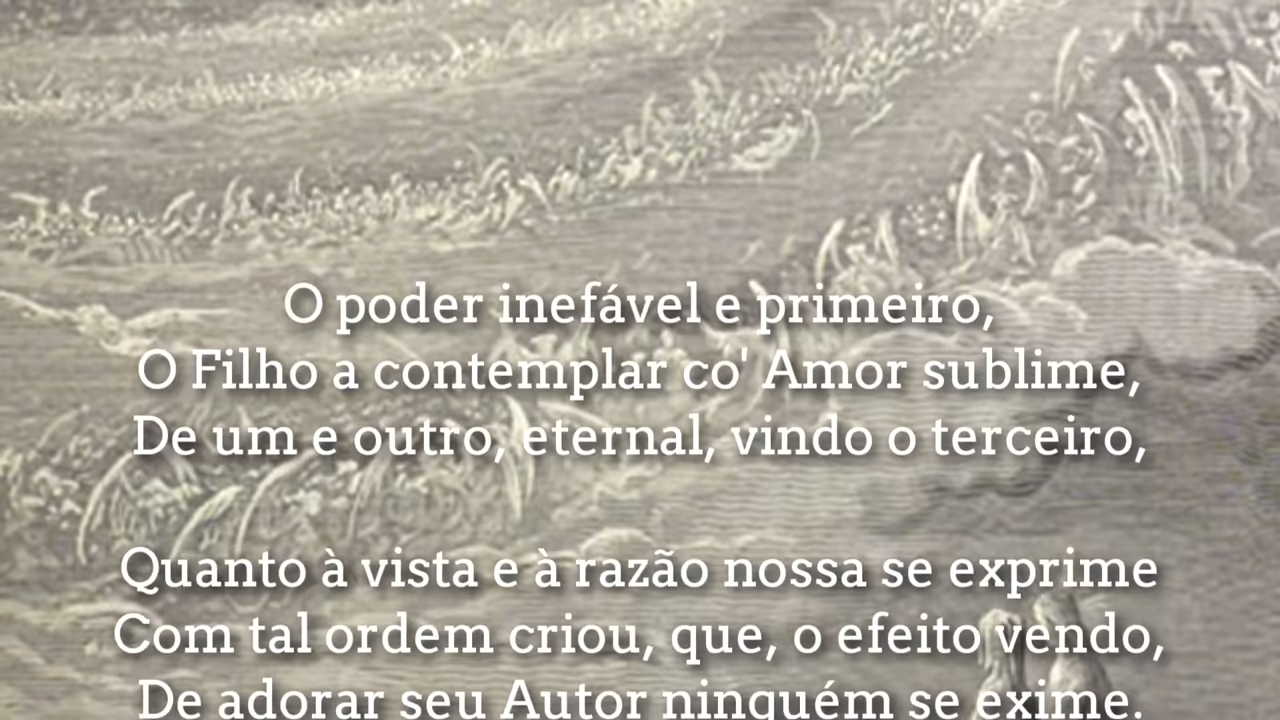 O poder inefável e primeiro,
O Filho a contemplar co' Amor sublime,
De um e outro, eternal, vindo o terceiro,
Quanto à vista e à razão nossa se exprime
Com tal ordem criou, que, o efeito vendo,
De adorar seu Autor ninguém se exime.